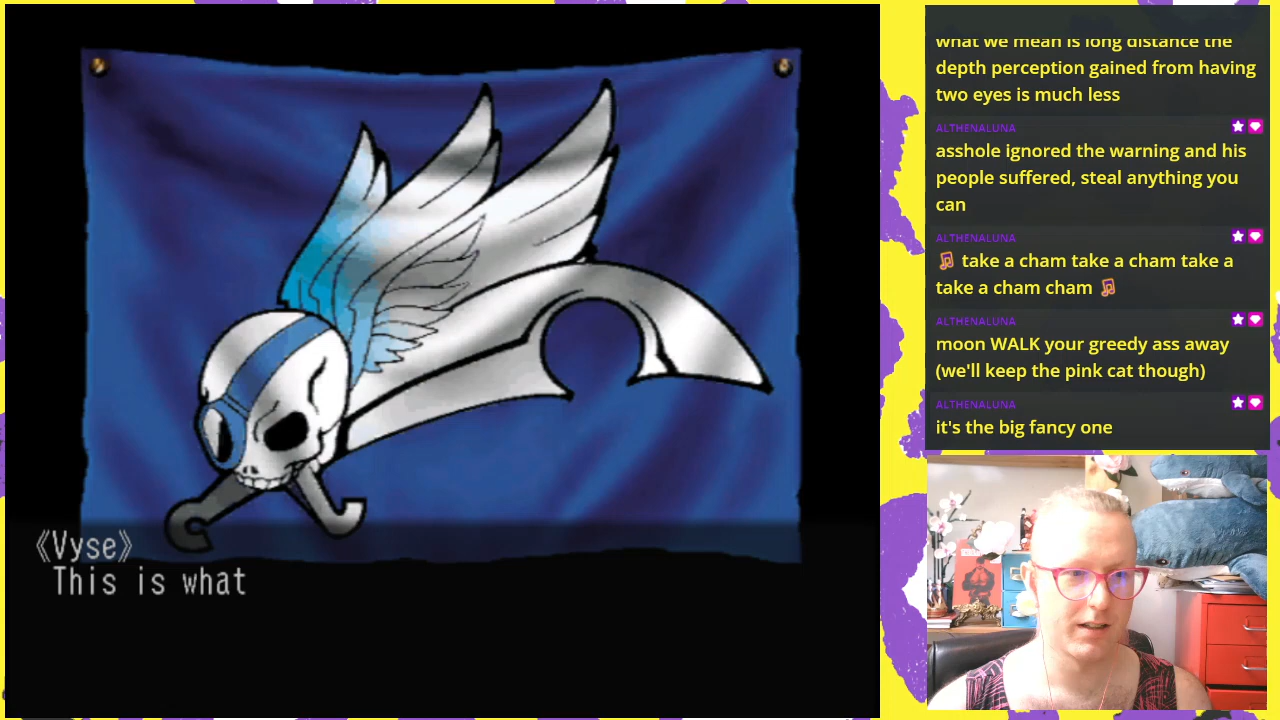 《Vyse》
This is what
what we mean is long distance the
depth perception gained from having
two eyes is much less
ALTHENALUNA
asshole ignored the warning and his
people suffered, steal anything you
can
ALTHENALUNA
take a cham take a cham take a
take a cham cham
ALTHENALUNA
moon WALK your greedy ass away
(we'll keep the pink cat though)
ALTHENALUNA
it's the big fancy one